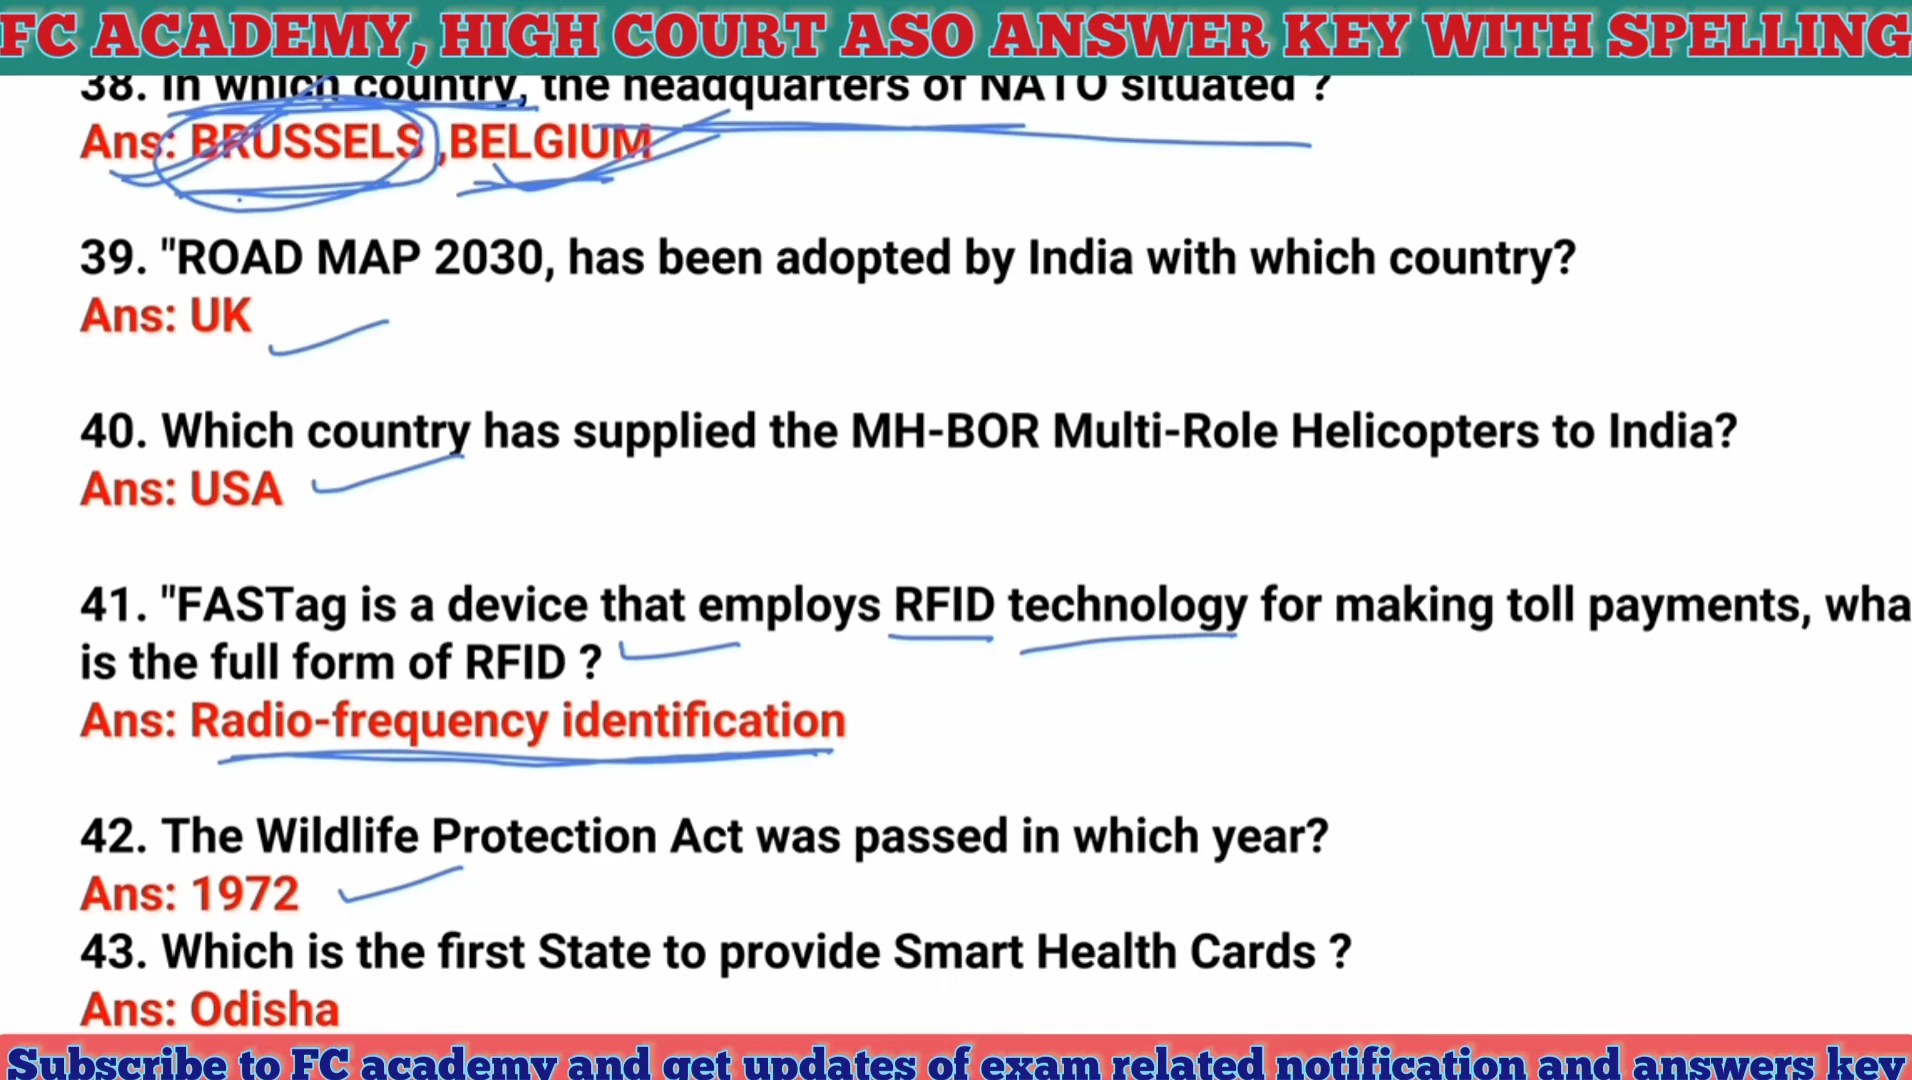 FC ACADEMY, HIGH COURT ASO ANSWER KEY WITH SPELLING
38. In which country, the headquarters of NATO situated ?
Ans: BRUSSELS ,BELGIUM
39. "ROAD MAP 2030, has been adopted by India with which country?
Ans: UK
40. Which country has supplied the MH-BOR Multi-Role Helicopters to India?
Ans: USA
41. "FASTag is a device that employs RFID technology for making toll payments, wha
is the full form of RFID ?
Ans: Radio-frequency identification
42. The Wildlife Protection Act was passed in which year?
Ans: 1972
43. Which is the first State to provide Smart Health Cards ?
Ans: Odisha
Subscribe to FC academy and get updates of exam related notification and answers key